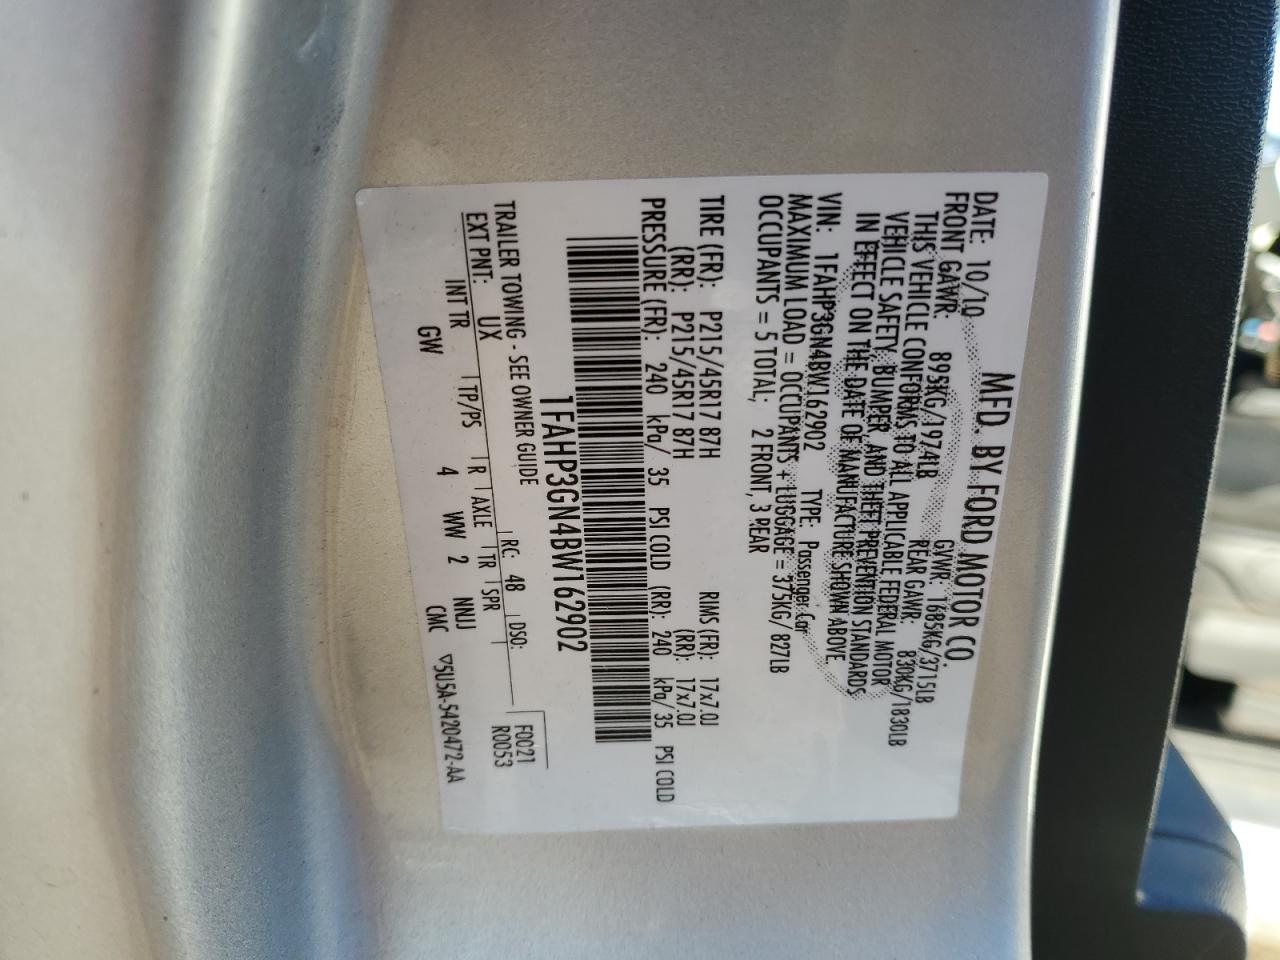 MFD. BY FORD MOTOR CO.
DATE: 10/10 GVWR: 1685KG/3715LB
FRONT GAWR: 895KG/1974LB REAR GAWR: 830KG/1830LB
THIS VEHICLE CONFORMS TO ALL APPLICABLE FEDERAL MOTOR
VEHICLE SAFETY, BUMPER, AND THEFT PREVENTION STANDARDS
IN EFFECT ON THE DATE OF MANUFACTURE SHOWN ABOVE
VIN: 1FAHP3GN4BW162902 TYPE: Passenger Car
MAXIMUM LOAD = OCCUPANTS + LUGGAGE = 375KG/ 827LB
OCCUPANTS = 5 TOTAL; 2 FRONT, 3 REAR
TIRE (FR): P215/45R17 87H RIMS (FR): 17x7.0J
(RR): P215/45R17 87H (RR): 17x7.0J
PRESSURE (FR): 240 kPa/ 35 PSI COLD (RR): 240 kPa/ 35 PSI COLD
1FAHP3GN4BW162902
TRAILER TOWING - SEE OWNER GUIDE F0021
EXT PNT: UX RC: 48 DSO: R0053
INT TR TP/PS R AXLE TR SPR
GW 4 WW 2 NNJJ
CMC ▽5U5A-5420472-AA